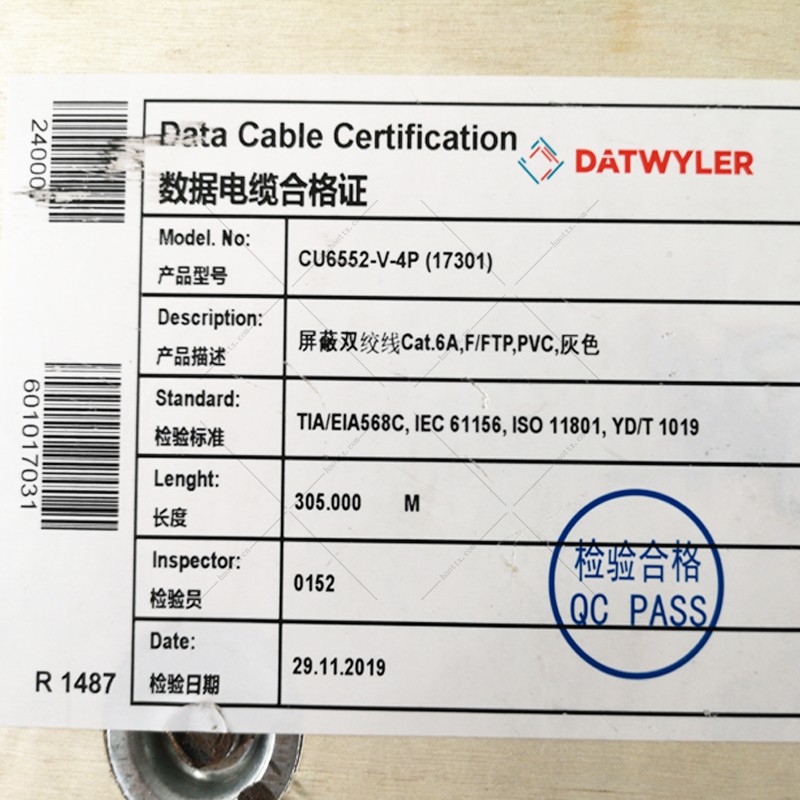 Data Cable Certification
数据电缆合格证
DATWYLER
Model. No:
产品型号
CU6552-V-4P (17301)
Description:
产品描述
屏蔽双绞线Cat.6A,F/FTP,PVC,灰色
Standard:
检验标准
TIA/EIA568C, IEC 61156, ISO 11801, YD/T 1019
Lenght:
长度
305.000 M
Inspector:
检验员
0152
Date:
检验日期
29.11.2019
检验合格
QC PASS
601017031
R 1487